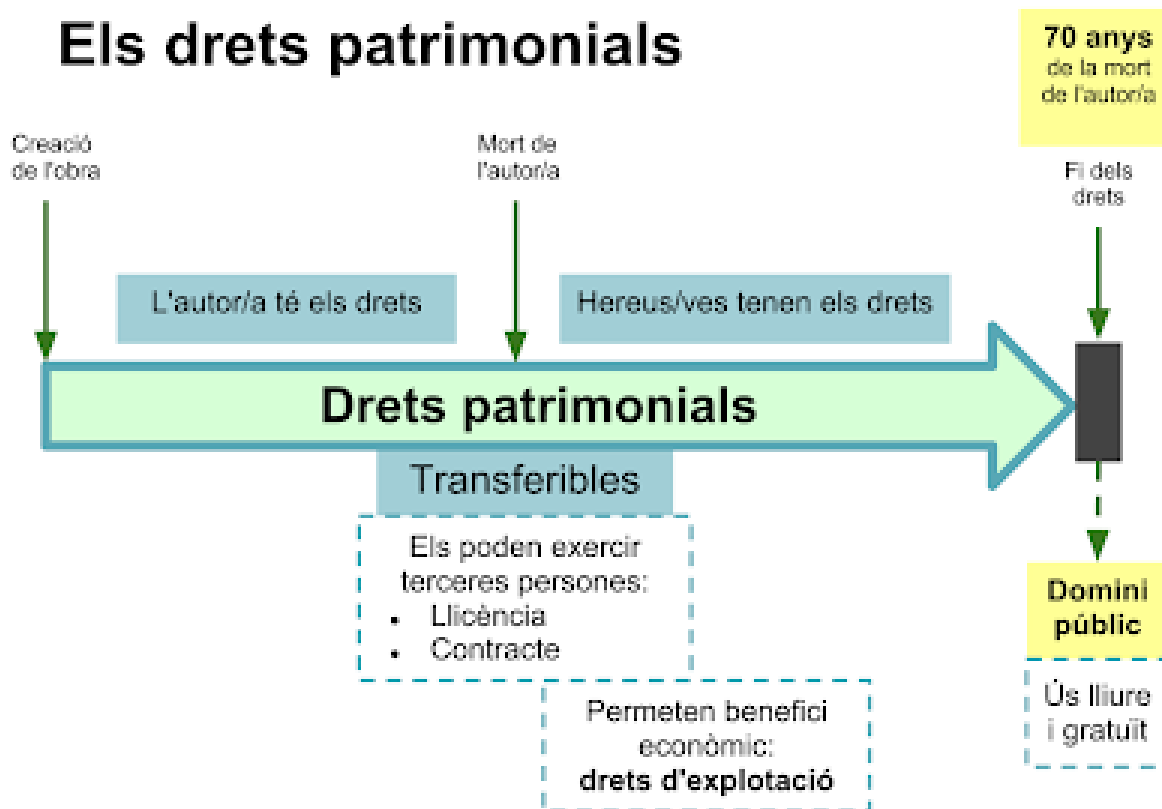 Els drets patrimonials
70 anys
de la mort
de l'autor/a
Creació
de l'obra
Mort de
l'autor/a
Fi dels
drets
L'autor/a té els drets
Hereus/ves tenen els drets
Drets patrimonials
Transferibles
Els poden exercir
terceres persones:
• Llicència
• Contracte
Permeten benefici
econòmic:
drets d'explotació
Domini
públic
Ús lliure
i gratuït